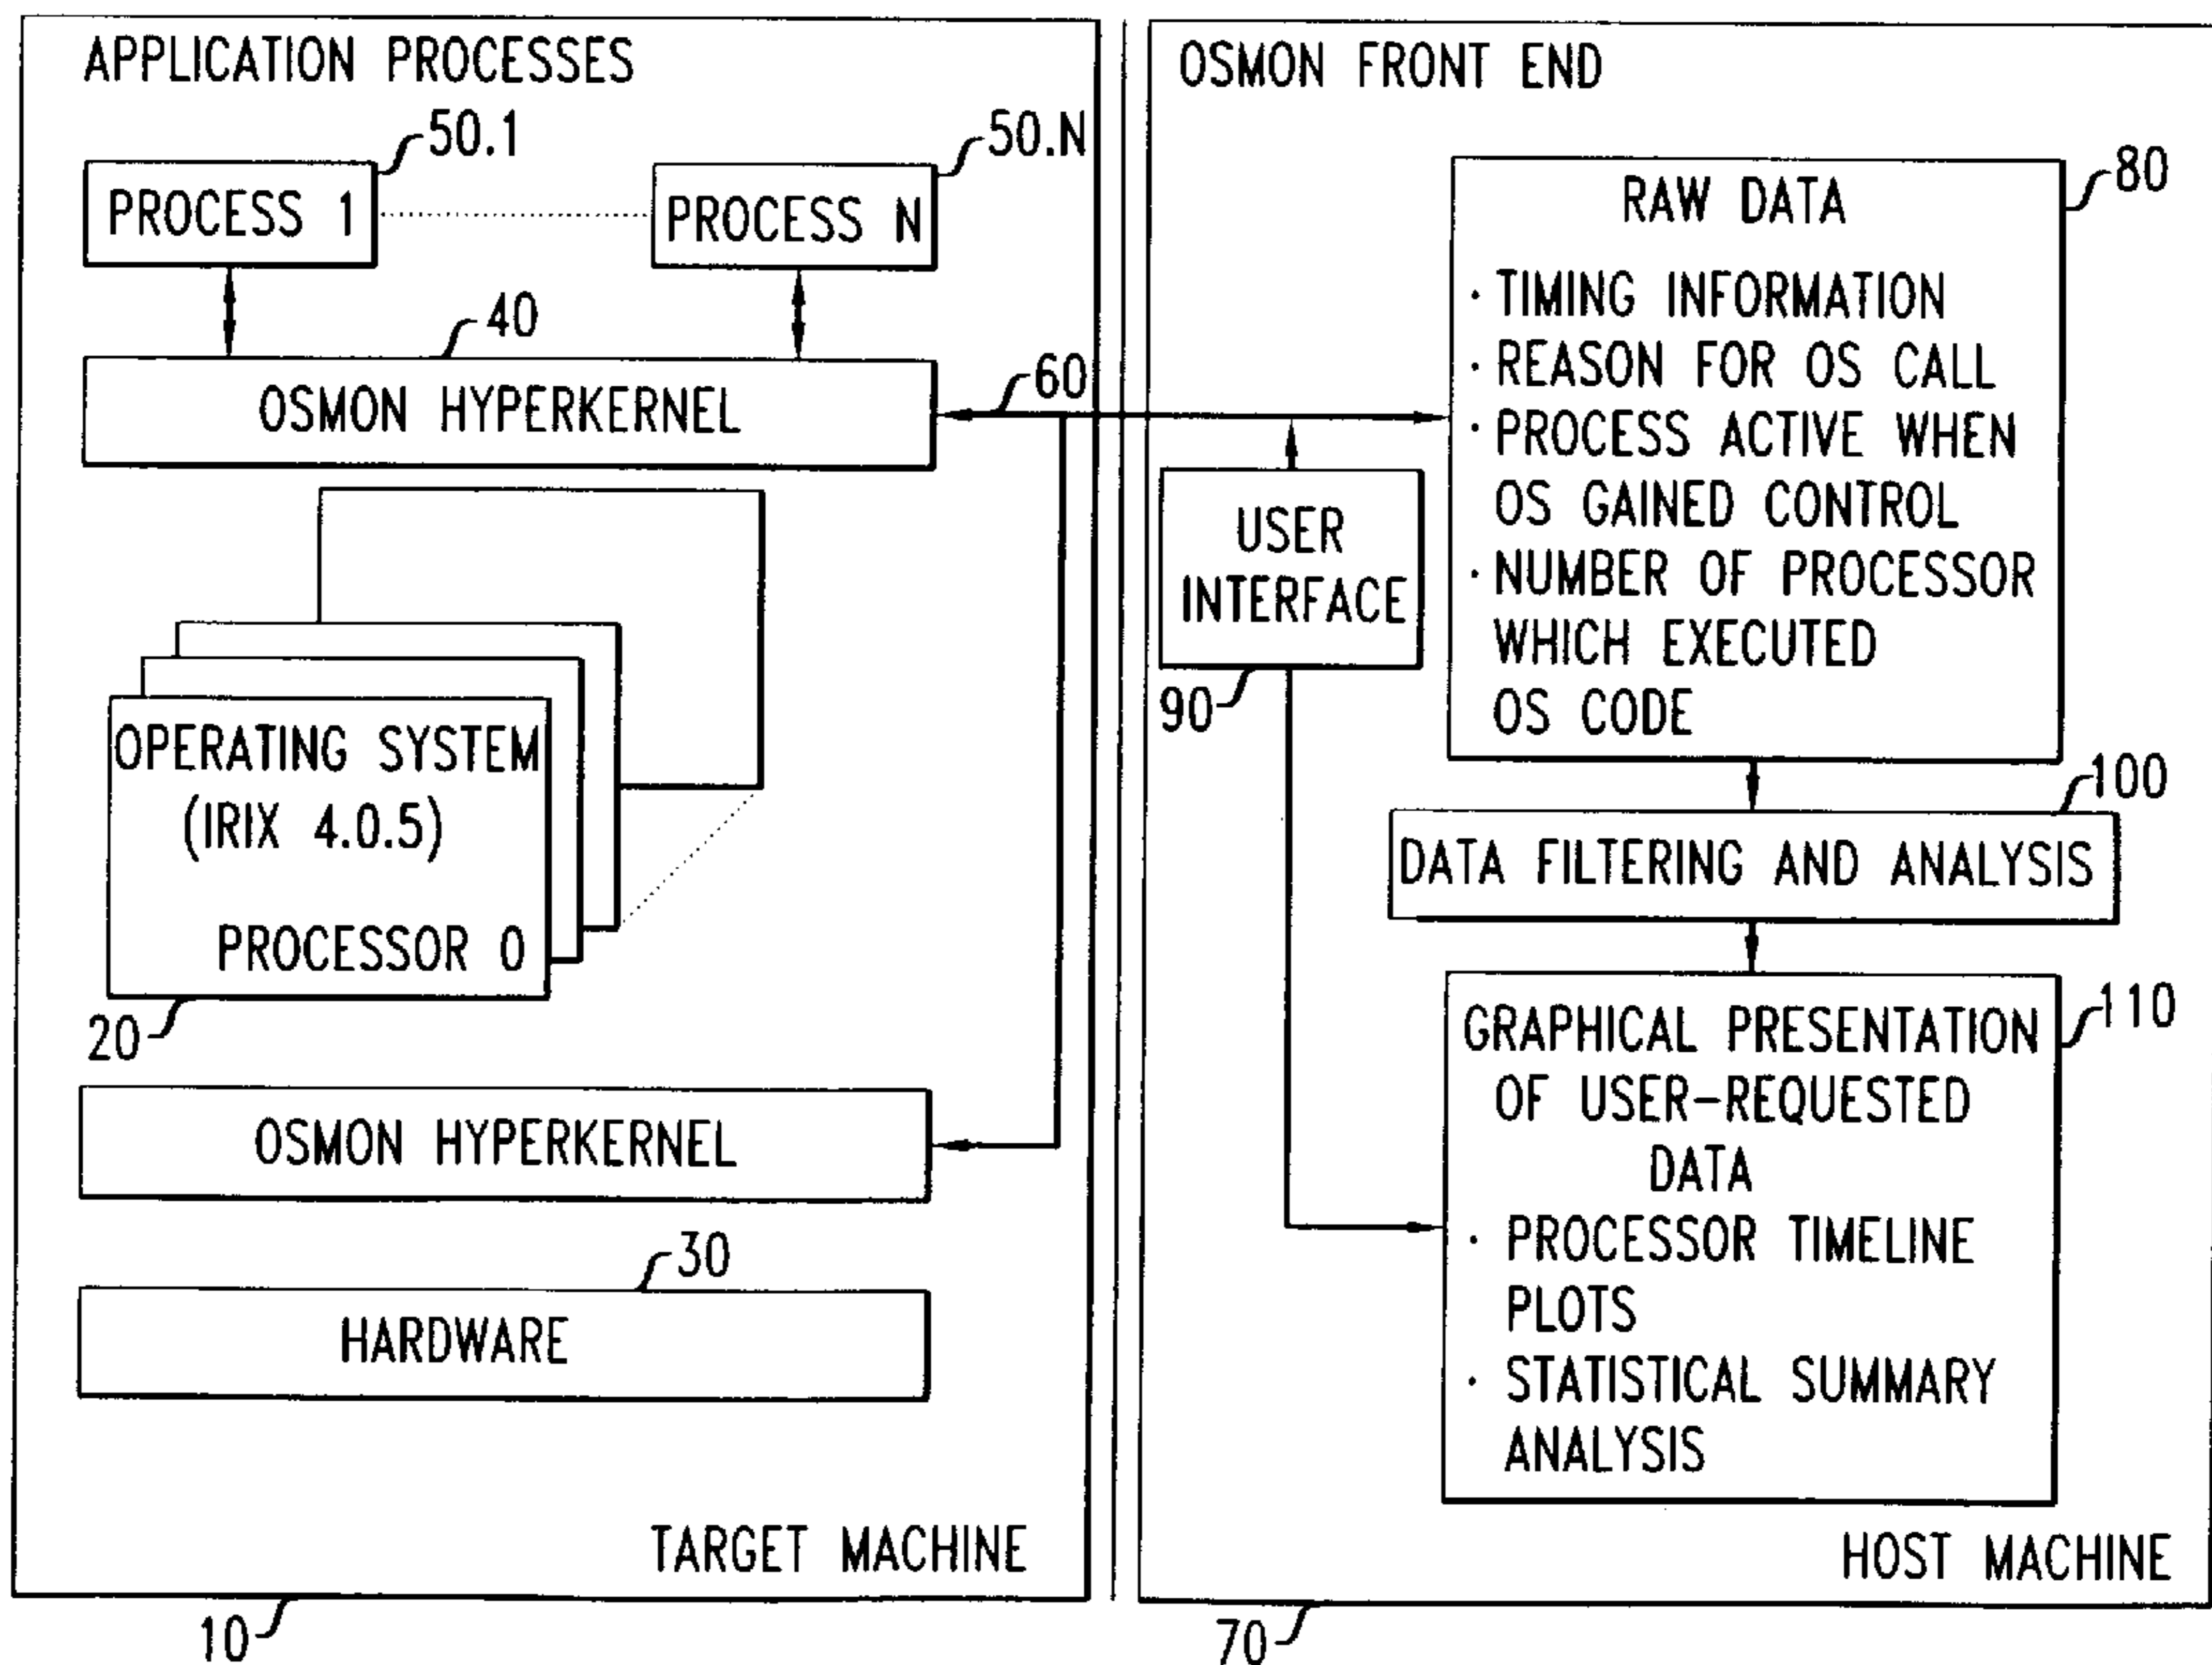 APPLICATION PROCESSES
50.1
50.N
PROCESS 1
PROCESS N
40
OSMON HYPERKERNEL
60
OPERATING SYSTEM
(IRIX 4.0.5)
PROCESSOR 0
20
OSMON HYPERKERNEL
30
HARDWARE
TARGET MACHINE
10
OSMON FRONT END
80
RAW DATA
· TIMING INFORMATION
· REASON FOR OS CALL
· PROCESS ACTIVE WHEN
OS GAINED CONTROL
· NUMBER OF PROCESSOR
WHICH EXECUTED
OS CODE
USER
INTERFACE
90
100
DATA FILTERING AND ANALYSIS
110
GRAPHICAL PRESENTATION
OF USER-REQUESTED
DATA
· PROCESSOR TIMELINE
PLOTS
· STATISTICAL SUMMARY
ANALYSIS
HOST MACHINE
70